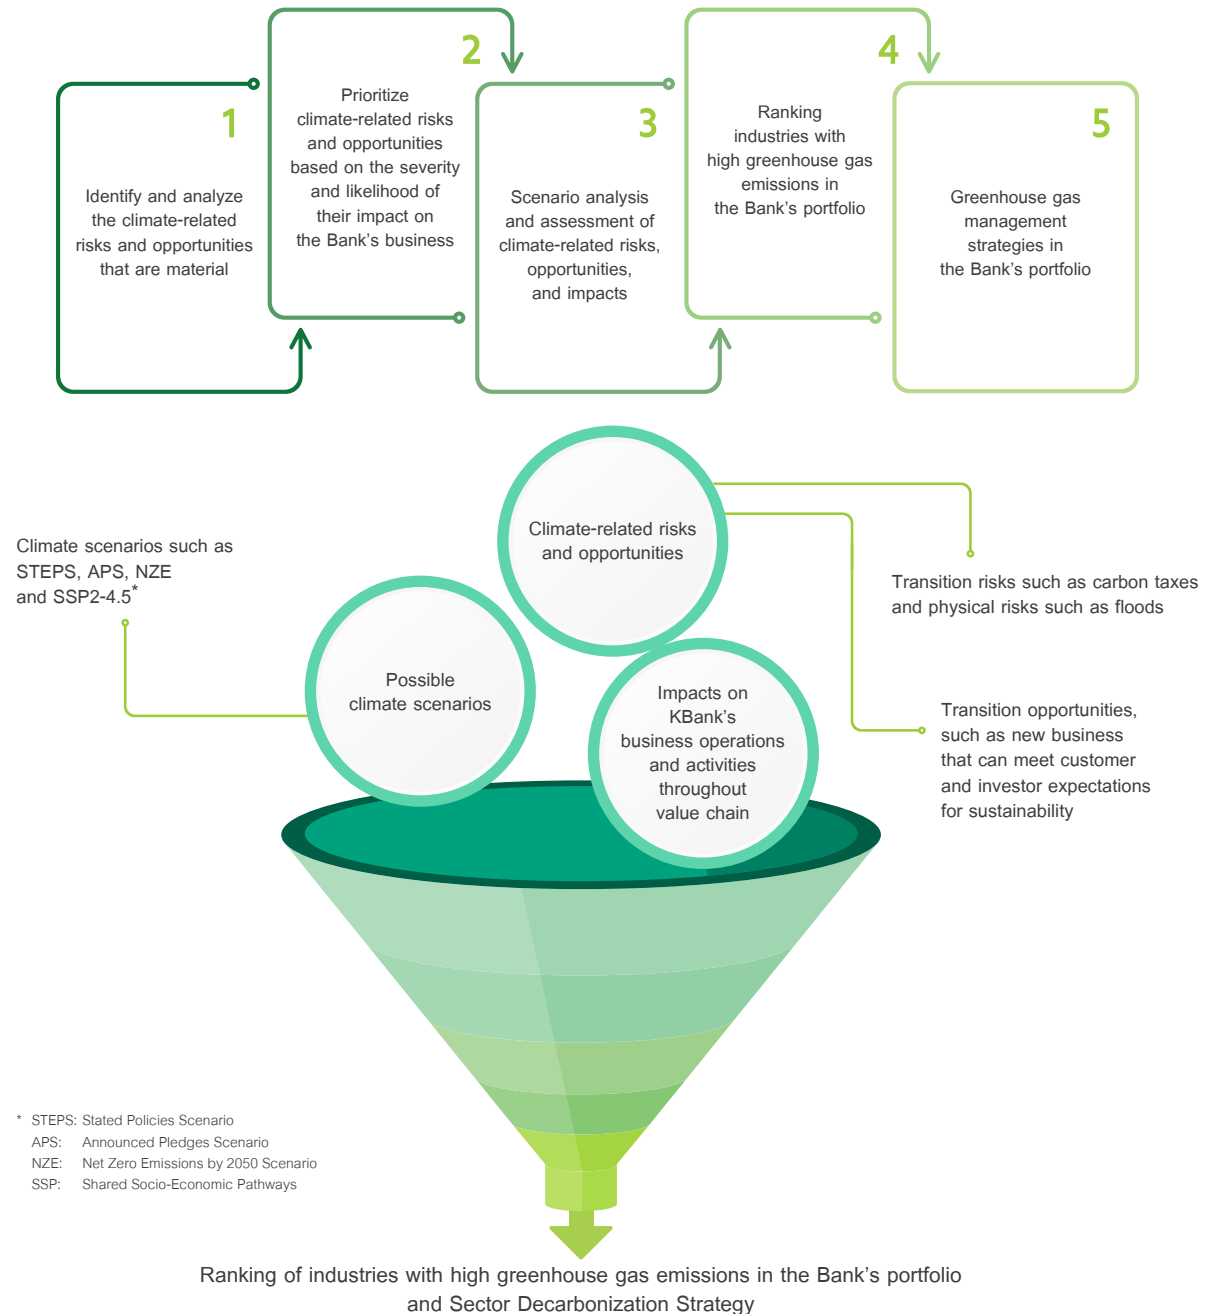 1
Identify and analyze
the climate-related
risks and opportunities
that are material
2
Prioritize
climate-related risks
and opportunities
based on the severity
and likelihood of
their impact on
the Bank's business
3
Scenario analysis
and assessment of
climate-related risks,
opportunities,
and impacts
4
Ranking
industries with
high greenhouse gas
emissions in
the Bank's portfolio
5
Greenhouse gas
management
strategies in
the Bank's portfolio
Climate-related risks
and opportunities
Climate scenarios such as
STEPS, APS, NZE
and SSP2-4.5*
Transition risks such as carbon taxes
and physical risks such as floods
Possible
climate scenarios
Impacts on
KBank's
business operations
and activities
throughout
value chain
Transition opportunities,
such as new business
that can meet customer
and investor expectations
for sustainability
* STEPS: Stated Policies Scenario
APS: Announced Pledges Scenario
NZE: Net Zero Emissions by 2050 Scenario
SSP: Shared Socio-Economic Pathways
Ranking of industries with high greenhouse gas emissions in the Bank's portfolio
and Sector Decarbonization Strategy